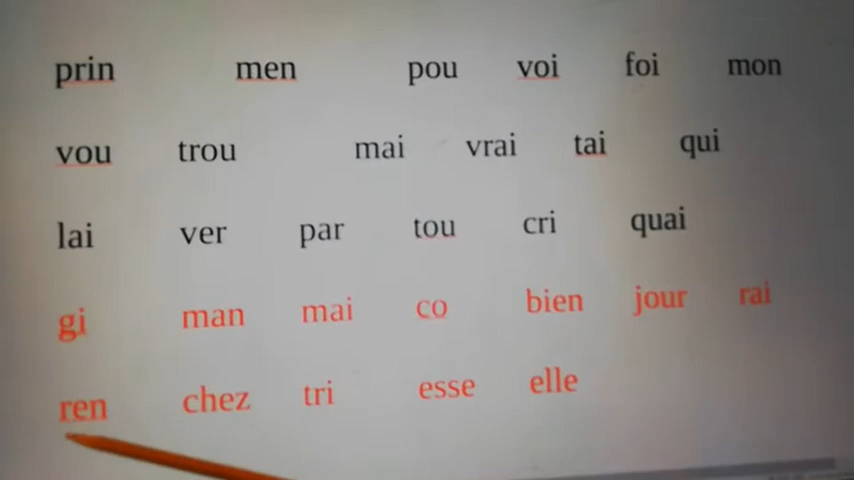 prin men pou voi foi mon
vou trou mai vrai tai qui
lai ver par tou cri quai
gi man mai co bien jour rai
ren chez tri esse elle